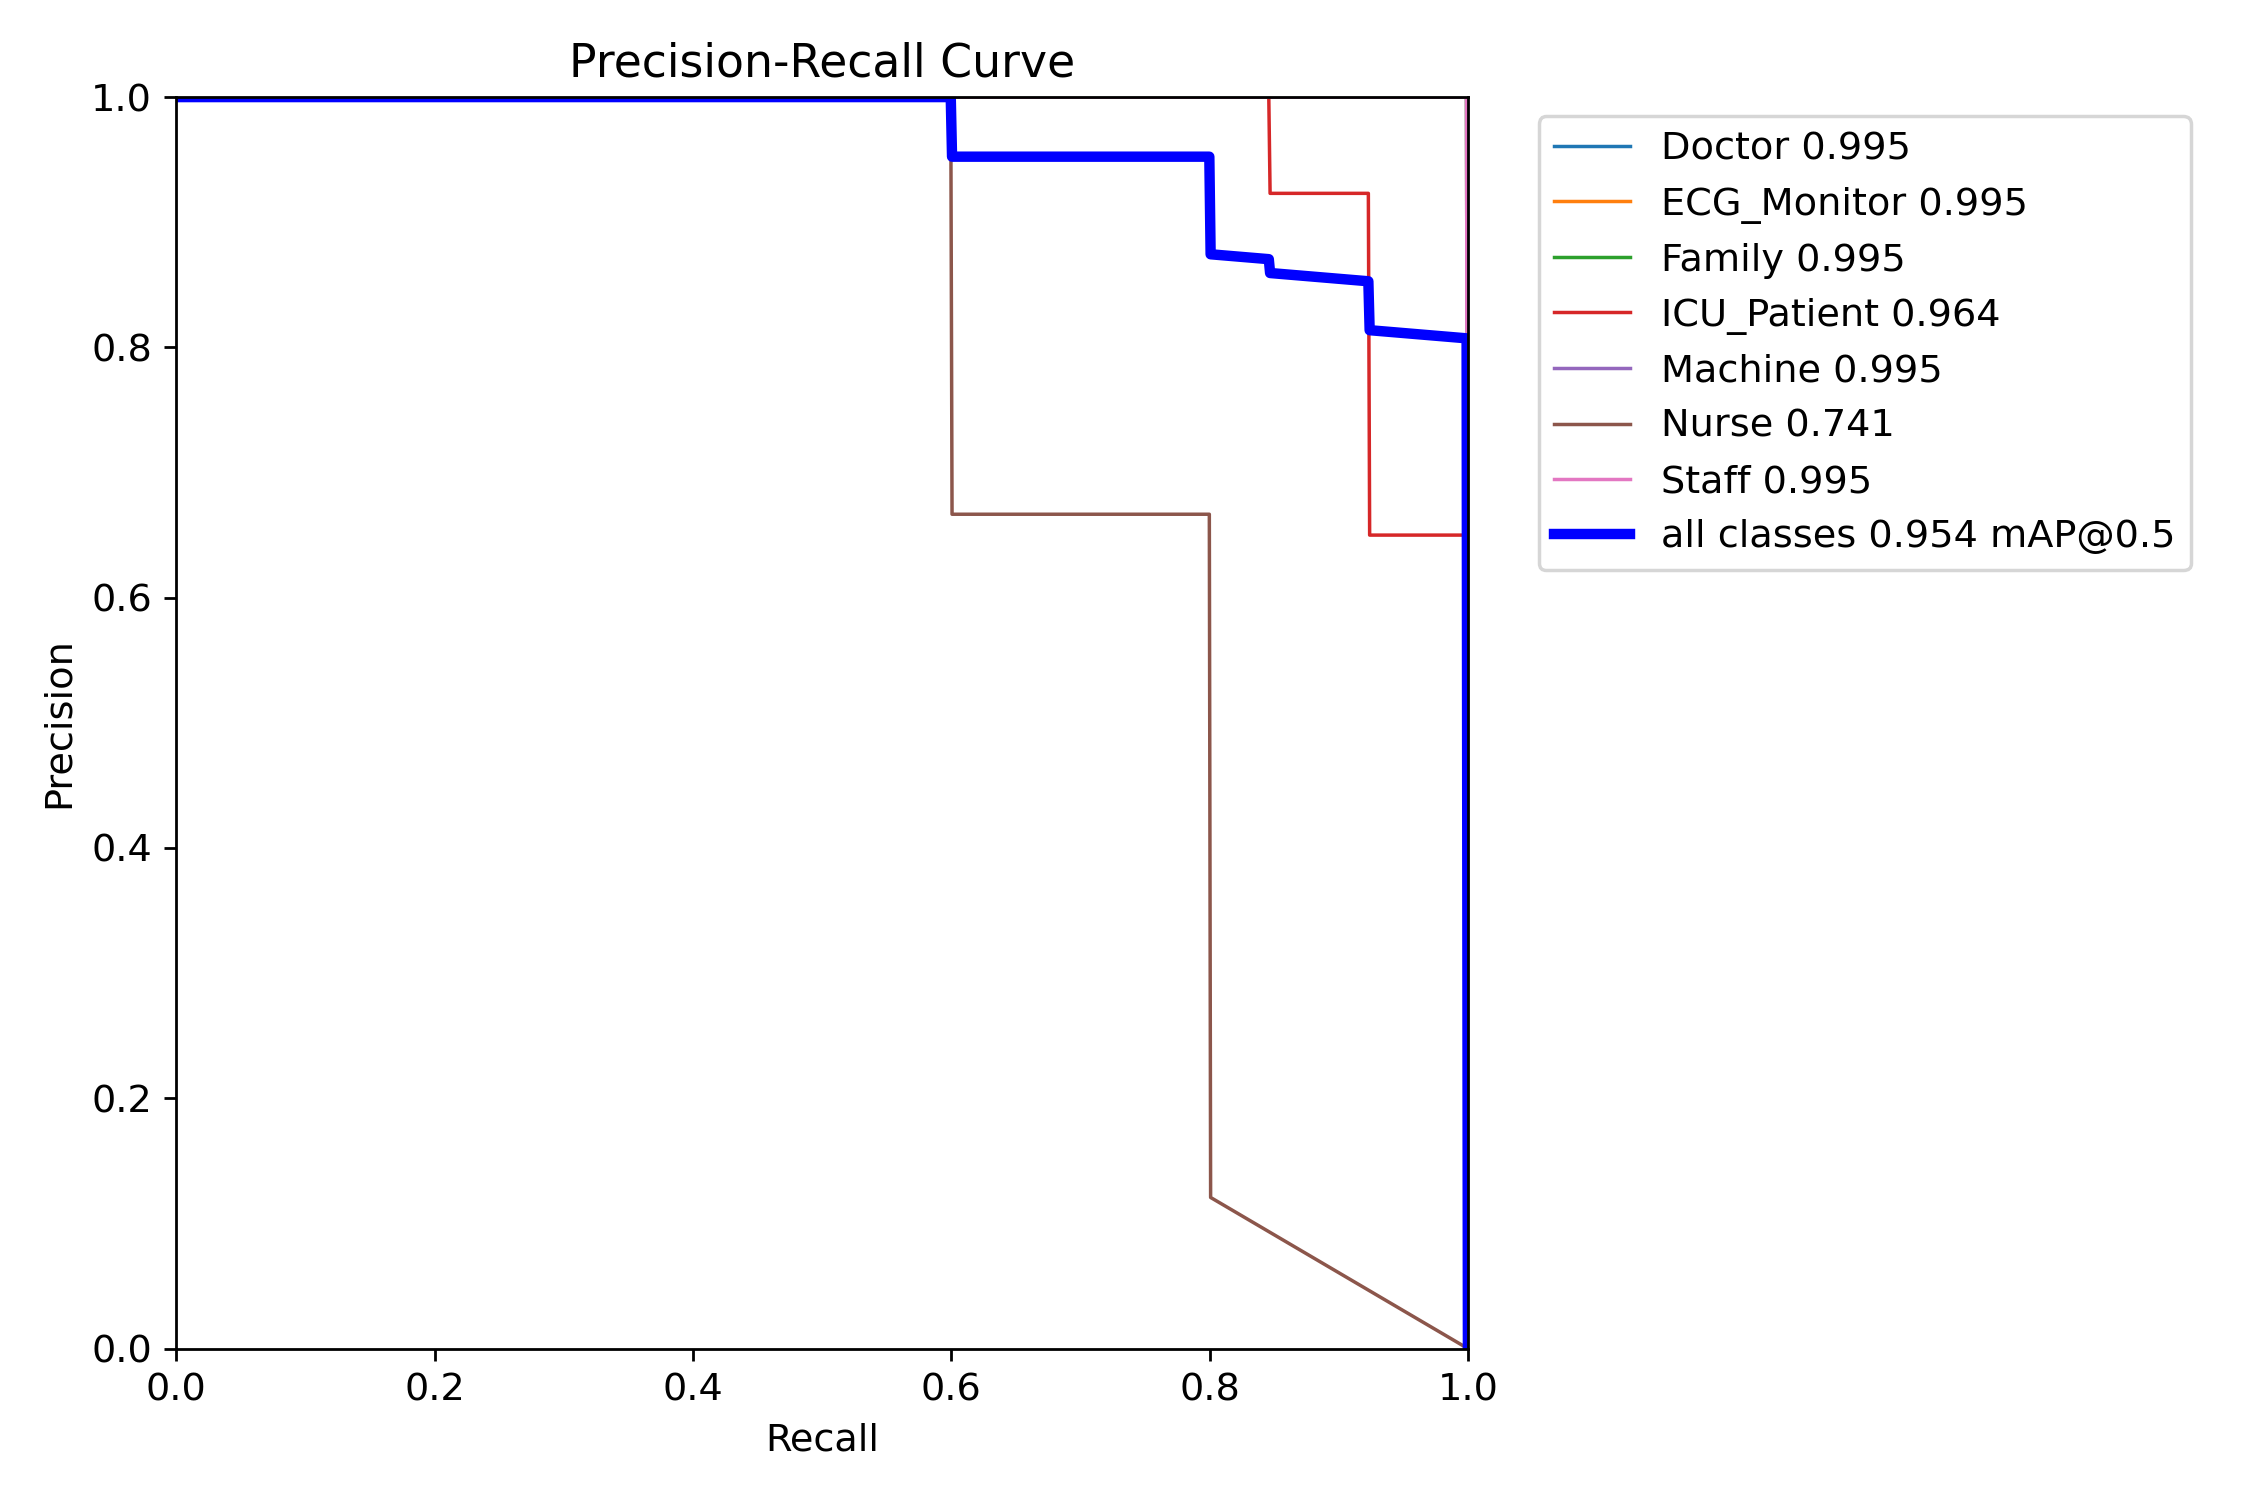 Precision-Recall Curve
1.0
0.8
0.6
0.4
0.2
0.0
Precision
0.0 0.2 0.4 0.6 0.8 1.0
Recall
Doctor 0.995
ECG_Monitor 0.995
Family 0.995
ICU_Patient 0.964
Machine 0.995
Nurse 0.741
Staff 0.995
all classes 0.954 mAP@0.5